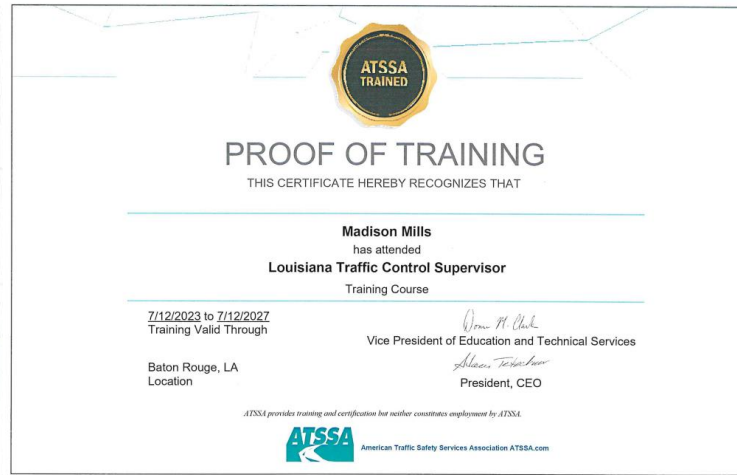 ATSSA
TRAINED
PROOF OF TRAINING
THIS CERTIFICATE HEREBY RECOGNIZES THAT
Madison Mills
has attended
Louisiana Traffic Control Supervisor
Training Course
7/12/2023 to 7/12/2027
Training Valid Through
Donna M. Clark
Vice President of Education and Technical Services
Baton Rouge, LA
Location
President, CEO
ATSSA provides training and certification but neither constitutes employment by ATSSA.
ATSSA
American Traffic Safety Services Association ATSSA.com